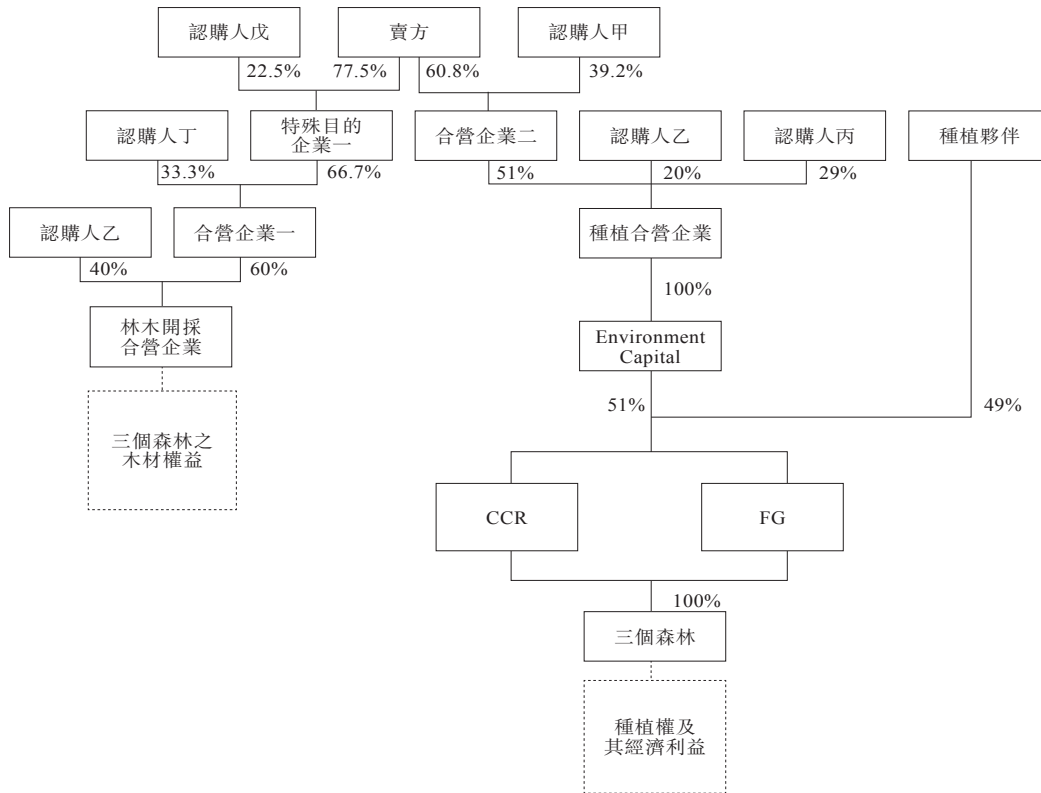 認購人戊
賣方
認購人甲
22.5%
77.5%
60.8%
39.2%
認購人丁
特殊目的
企業一
合營企業二
認購人乙
認購人丙
種植夥伴
33.3%
66.7%
51%
20%
29%
認購人乙
合營企業一
種植合營企業
40%
60%
100%
林木開採
合營企業
Environment
Capital
51%
49%
三個森林之
木材權益
CCR
FG
100%
三個森林
種植權及
其經濟利益